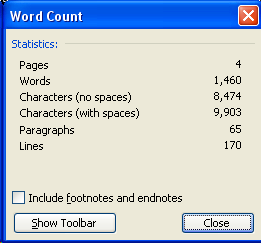 Word Count
Statistics:
Pages 4
Words 1,460
Characters (no spaces) 8,474
Characters (with spaces) 9,903
Paragraphs 65
Lines 170
Include footnotes and endnotes
Show Toolbar Close